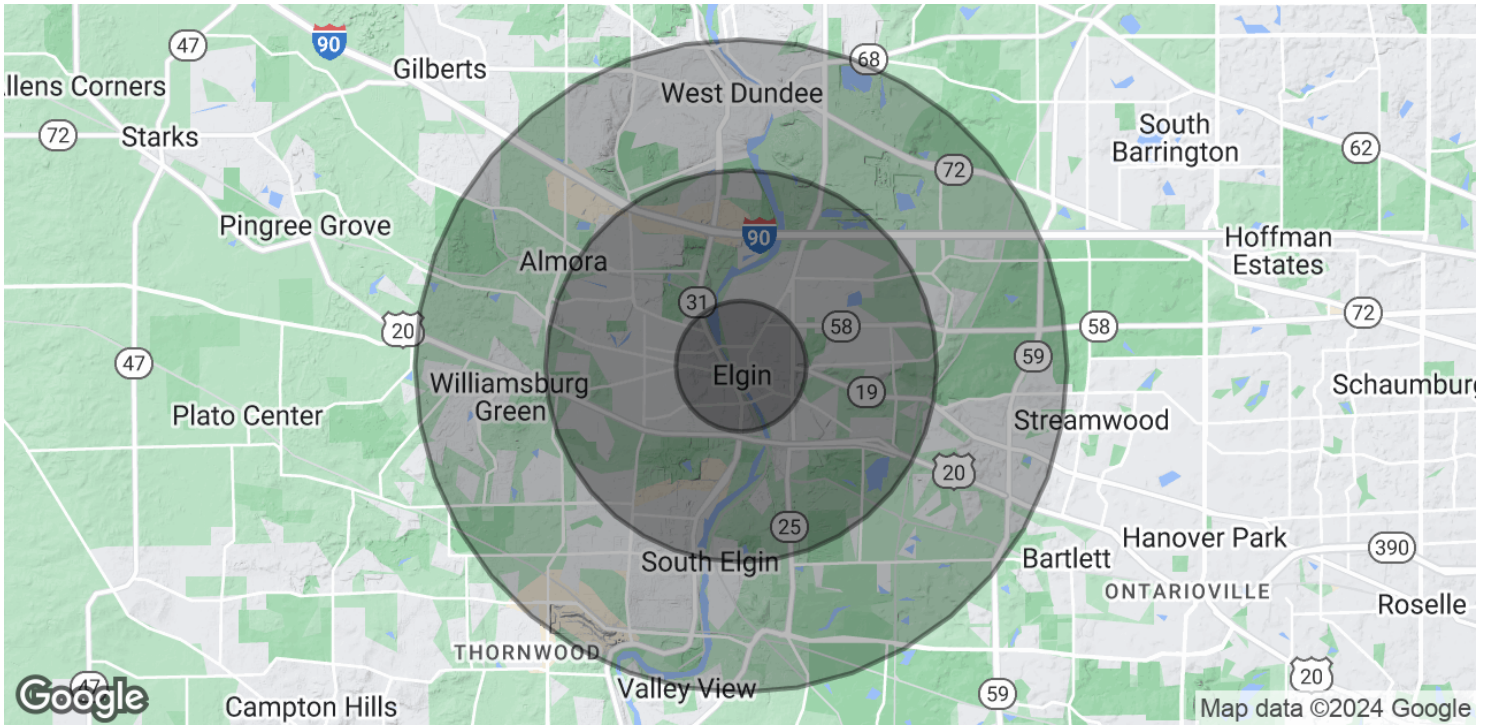 47
90
68
Gilberts
llens Corners
West Dundee
72
Starks
South
Barrington
62
72
Pingree Grove
90
Hoffman
Estates
Almora
31
58
58
72
20
47
59
Elgin
Williamsburg
Green
19
Schaumburg
Plato Center
Streamwood
20
25
Hanover Park
390
South Elgin
Bartlett
ONTARIOVILLE
Roselle
THORNWOOD
Valley View
47
Google
Campton Hills
59
20
Map data ©2024 Google